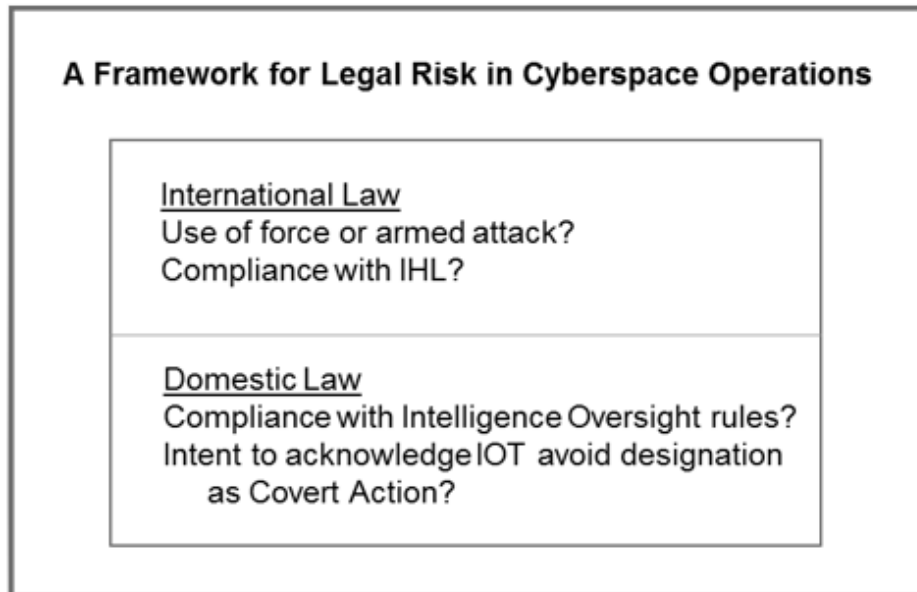 A Framework for Legal Risk in Cyberspace Operations
International Law
Use of force or armed attack?
Compliance with IHL?
Domestic Law
Compliance with Intelligence Oversight rules?
Intent to acknowledge IOT avoid designation
as Covert Action?